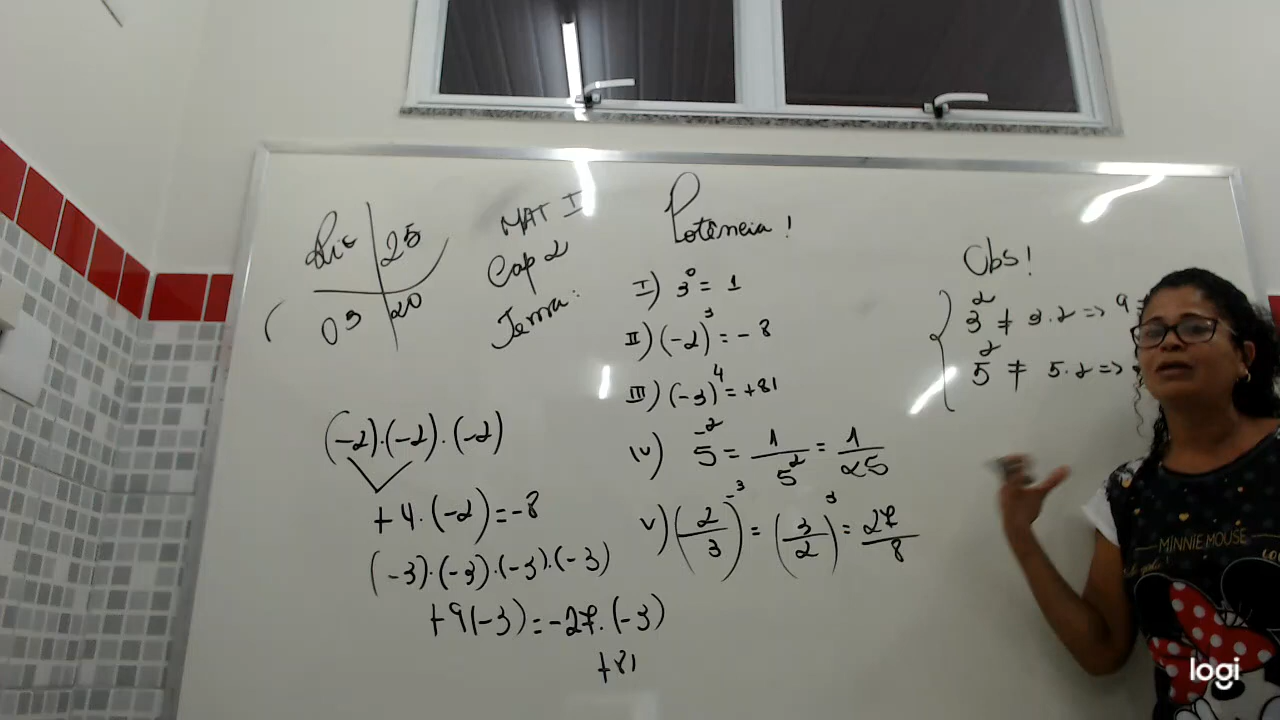 Dic 25
03 20
MAT I
Cap 2
Tema:
Potência!
I) 3⁰ = 1
II) (-2)³ = -8
III) (-3)⁴ = +81
IV) 5⁻² = 1/5² = 1/25
V) (2/3)⁻³ = (3/2)³ = 27/8
(-2).(-2).(-2)
+4.(-2)=-8
(-3).(-3).(-3).(-3)
+9(-3)=-27.(-3)
+81
Obs!
3² ≠ 3.2 => 9
5² ≠ 5.2 =>
MINNIE MOUSE
logi